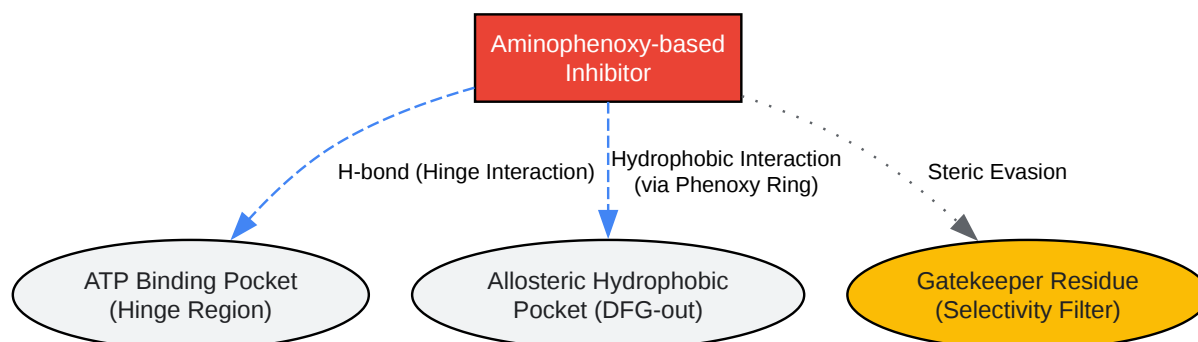 Aminophenoxy-based
Inhibitor
H-bond (Hinge Interaction)
Hydrophobic Interaction
(via Phenoxy Ring)
Steric Evasion
ATP Binding Pocket
(Hinge Region)
Allosteric Hydrophobic
Pocket (DFG-out)
Gatekeeper Residue
(Selectivity Filter)